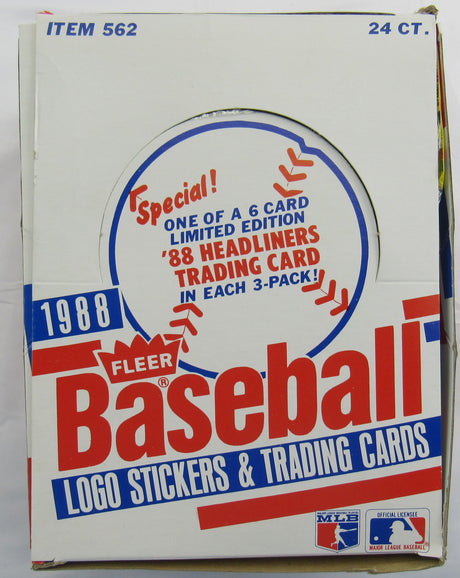 ITEM 562
24 CT.
Special!
ONE OF A 6 CARD
LIMITED EDITION
'88 HEADLINERS
TRADING CARD
IN EACH 3-PACK!
1988
FLEER
®
Baseball
LOGO STICKERS & TRADING CARDS
MLB
OFFICIAL LICENSEE
MAJOR LEAGUE BASEBALL